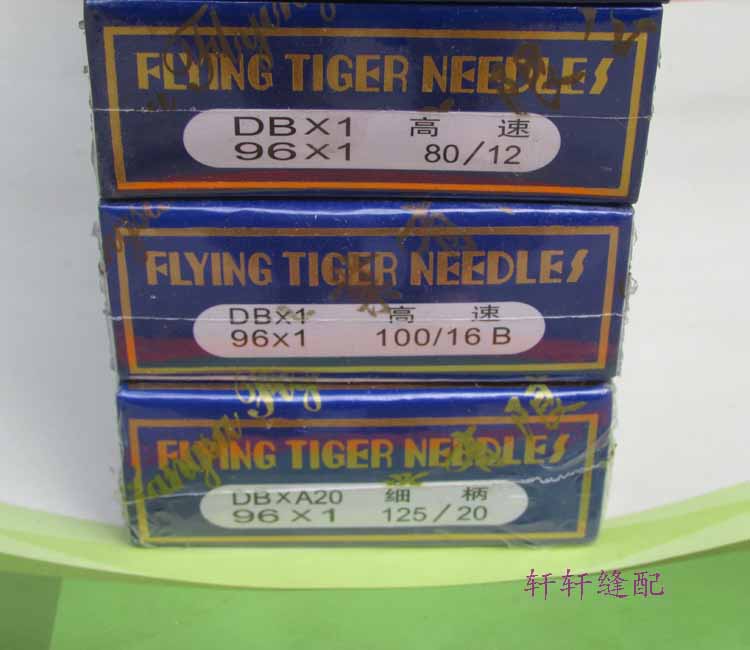 FLYING TIGER NEEDLES
DB×1 高速
96×1 80/12
FLYING TIGER NEEDLES
DB×1 高速
96×1 100/16 B
FLYING TIGER NEEDLES
DB×A20 细柄
96×1 125/20
轩轩缝配